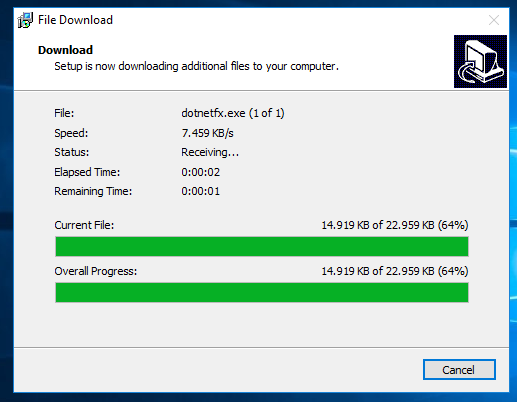 File Download
Download
Setup is now downloading additional files to your computer.
File: dotnetfx.exe (1 of 1)
Speed: 7.459 KB/s
Status: Receiving...
Elapsed Time: 0:00:02
Remaining Time: 0:00:01
Current File: 14.919 KB of 22.959 KB (64%)
Overall Progress: 14.919 KB of 22.959 KB (64%)
Cancel